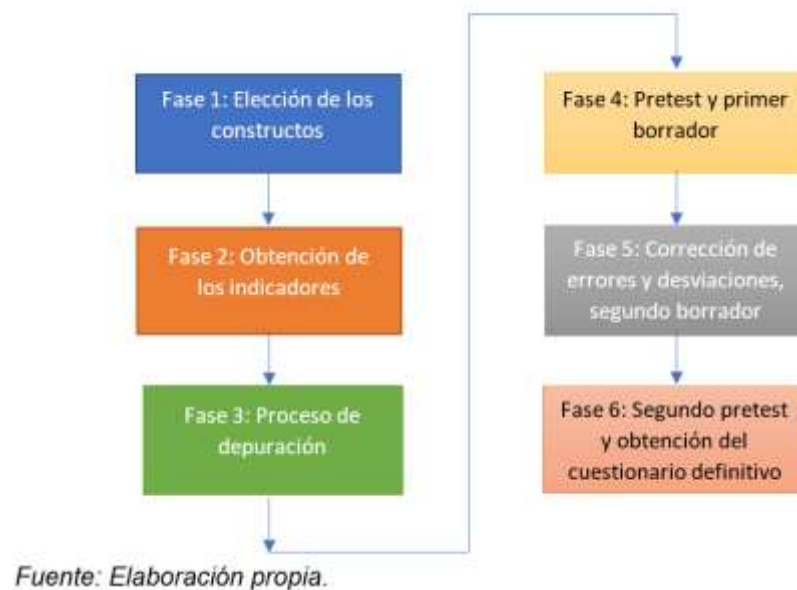 Fase 1: Elección de los
constructos
Fase 2: Obtención de
los indicadores
Fase 3: Proceso de
depuración
Fase 4: Pretest y primer
borrador
Fase 5: Corrección de
errores y desviaciones,
segundo borrador
Fase 6: Segundo pretest
y obtención del
cuestionario definitivo
Fuente: Elaboración propia.